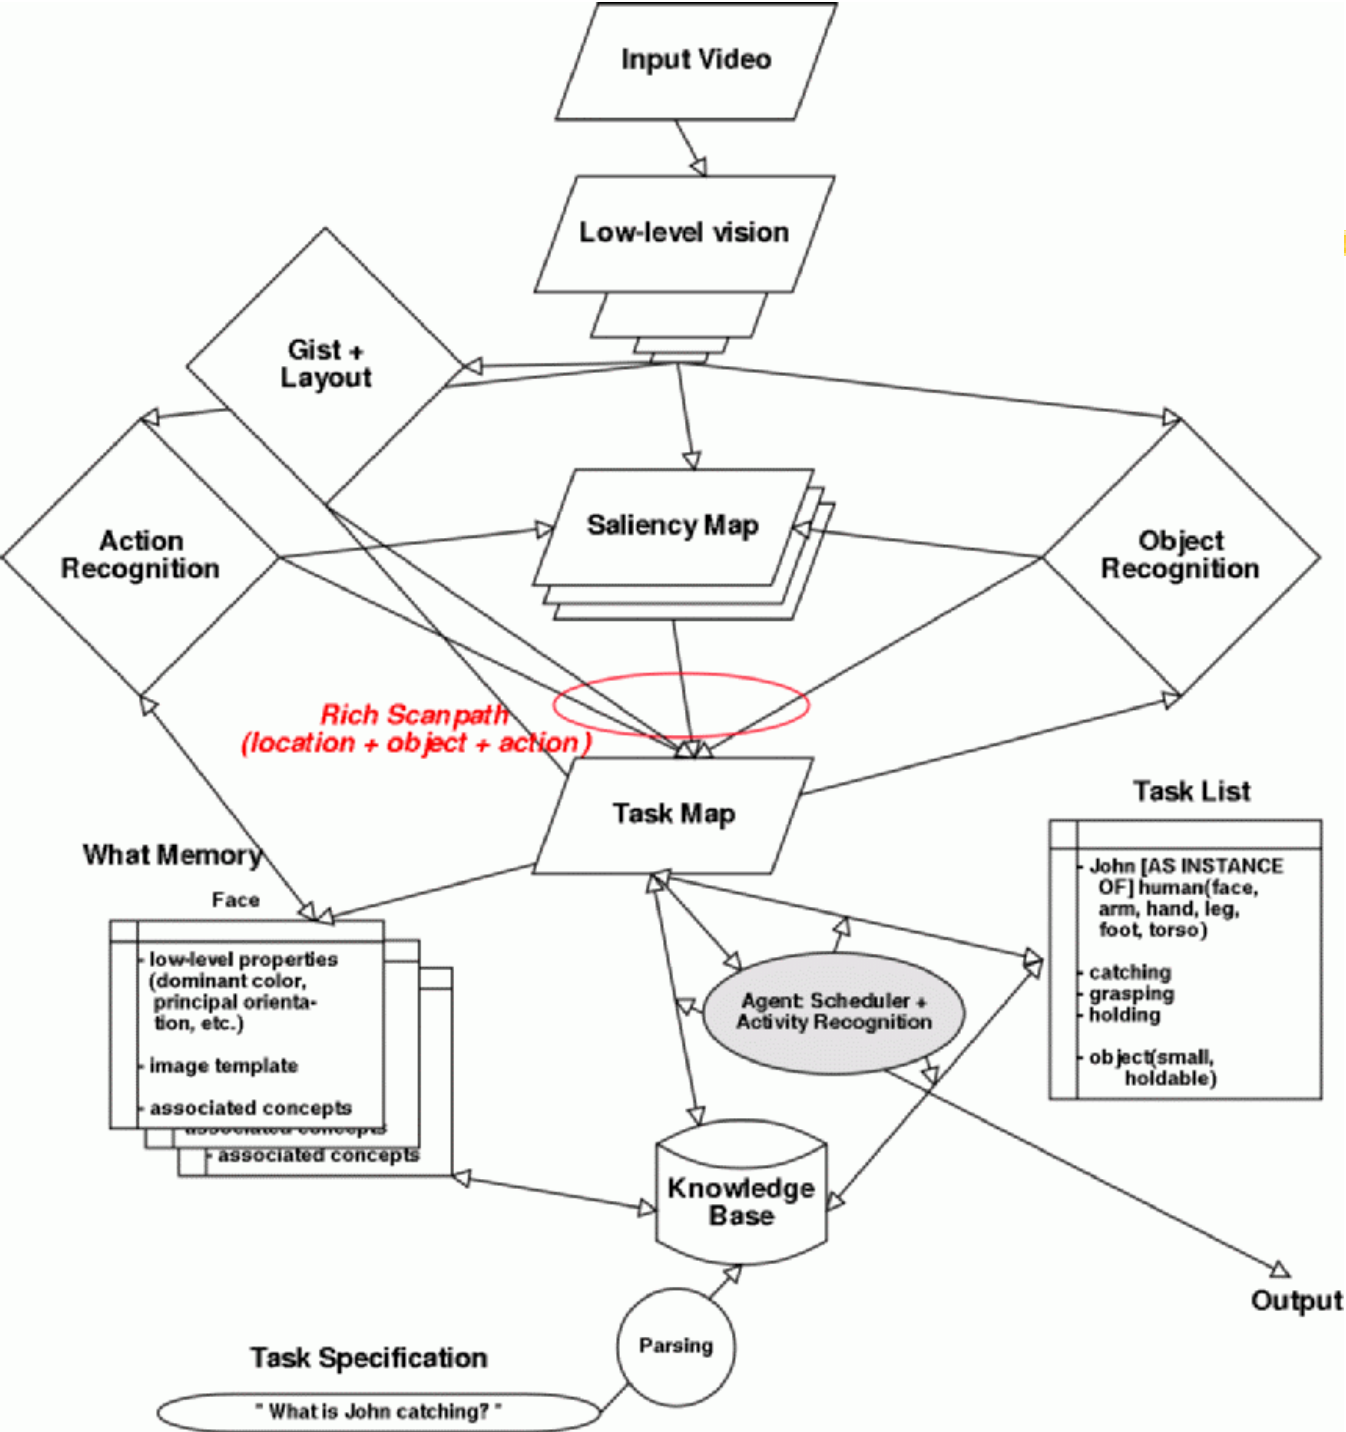 Input Video
Low-level vision
Gist +
Layout
Action
Recognition
Saliency Map
Object
Recognition
Rich Scanpath
(location + object + action)
Task Map
Task List
- John [AS INSTANCE
OF] human(face,
arm, hand, leg,
foot, torso)
- catching
- grasping
- holding
- object(small,
holdable)
What Memory
Face
- low-level properties
(dominant color,
principal orienta-
tion, etc.)
- image template
- associated concepts
associated concepts
- associated concepts
Agent: Scheduler +
Activity Recognition
Knowledge
Base
Output
Parsing
Task Specification
" What is John catching? "